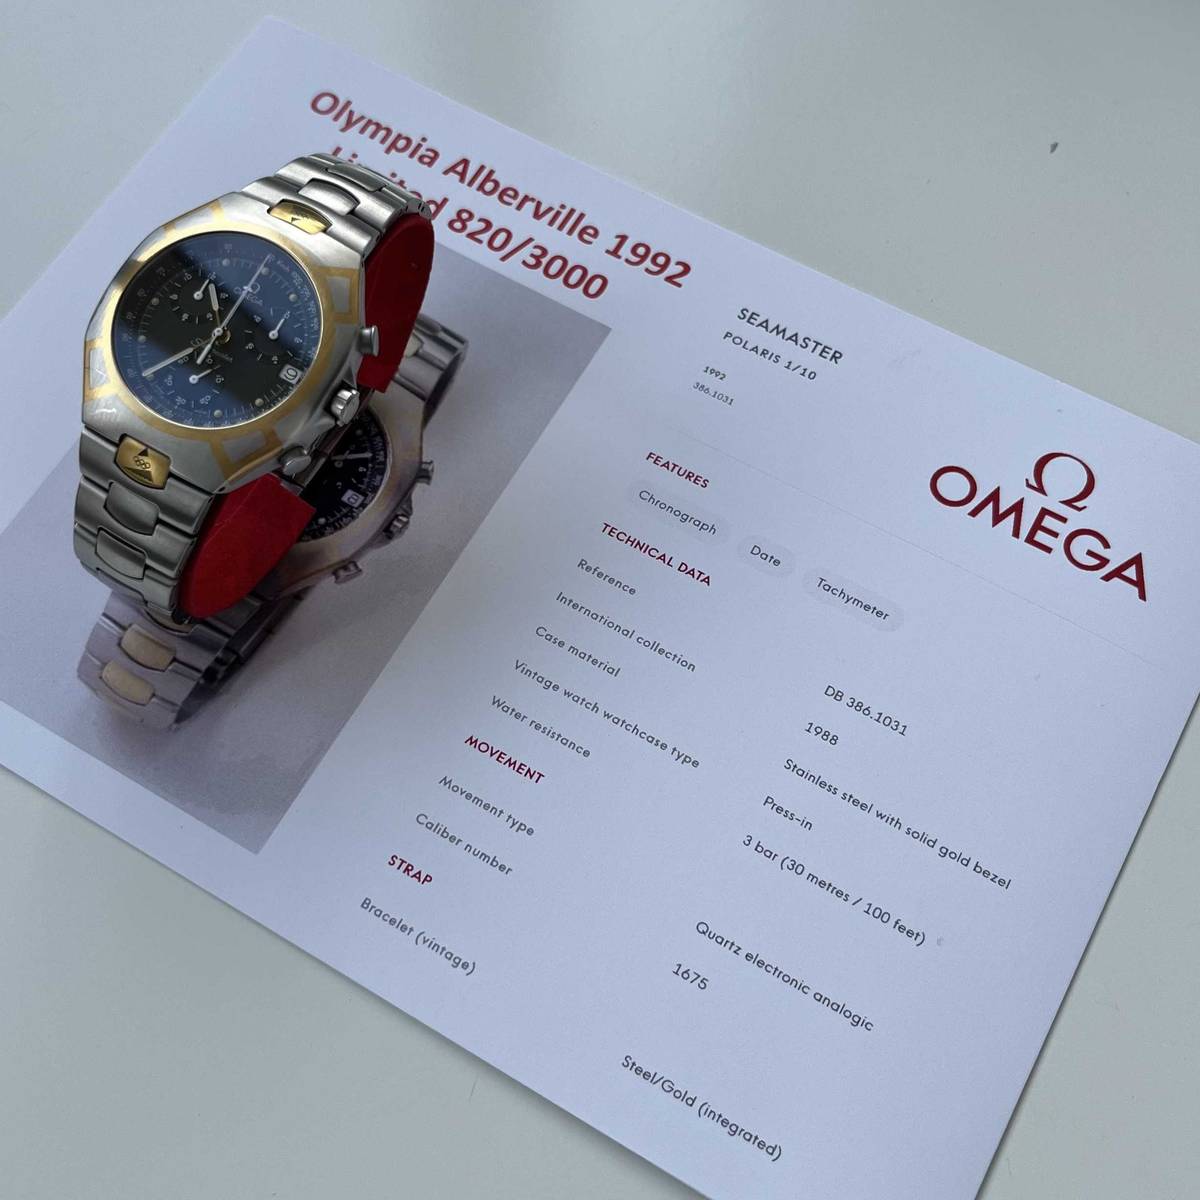 Olympia Alberville 1992
Limited 820/3000
SEAMASTER
POLARIS 1/10
1992
386.1031
Ω
OMEGA
FEATURES
Chronograph
Date
Tachymeter
TECHNICAL DATA
Reference
DB 386.1031
International collection
1988
Case material
Stainless steel with solid gold bezel
Vintage watch watchcase type
Press-in
Water resistance
3 bar (30 metres / 100 feet)
MOVEMENT
Movement type
Quartz electronic analogic
Caliber number
1675
STRAP
Bracelet (vintage)
Steel/Gold (integrated)
Ω
OMEGA
Seamaster